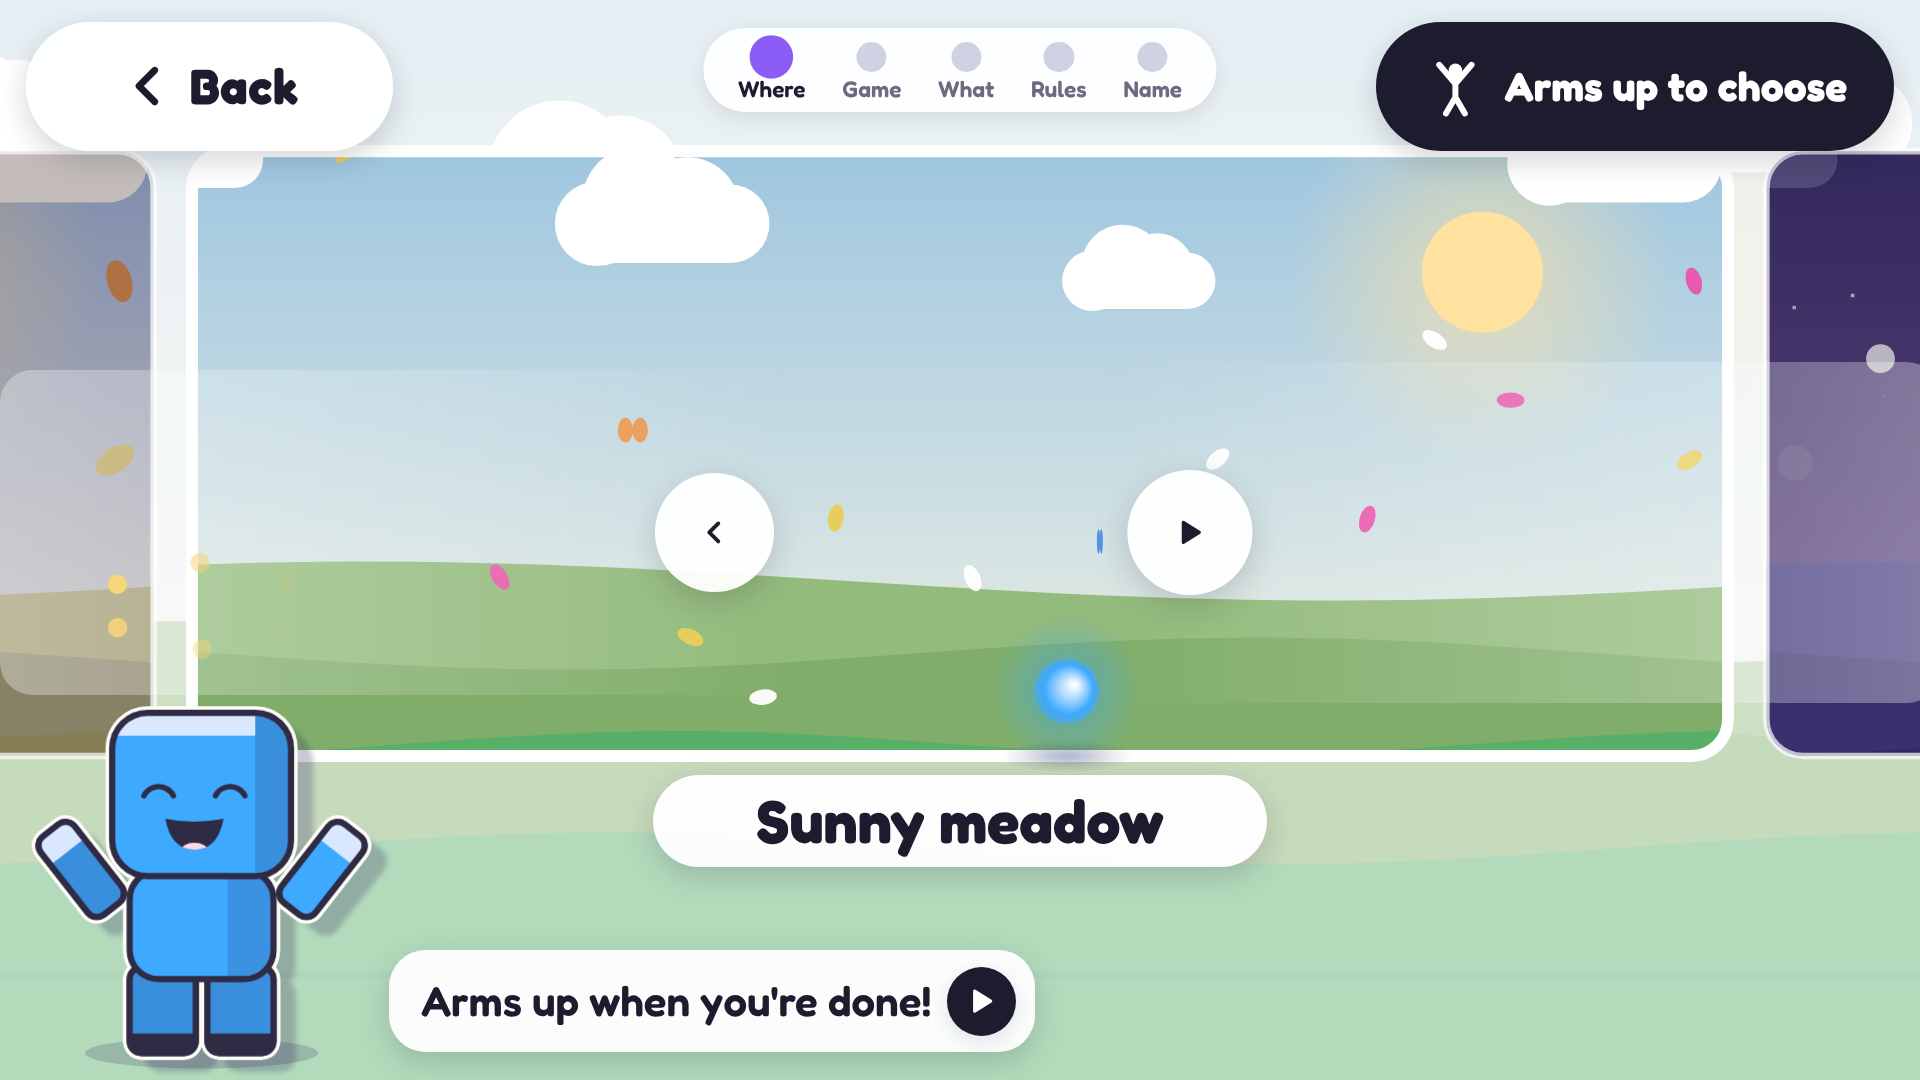 Back
Where
Game
What
Rules
Name
Arms up to choose
Sunny meadow
Arms up when you're done!